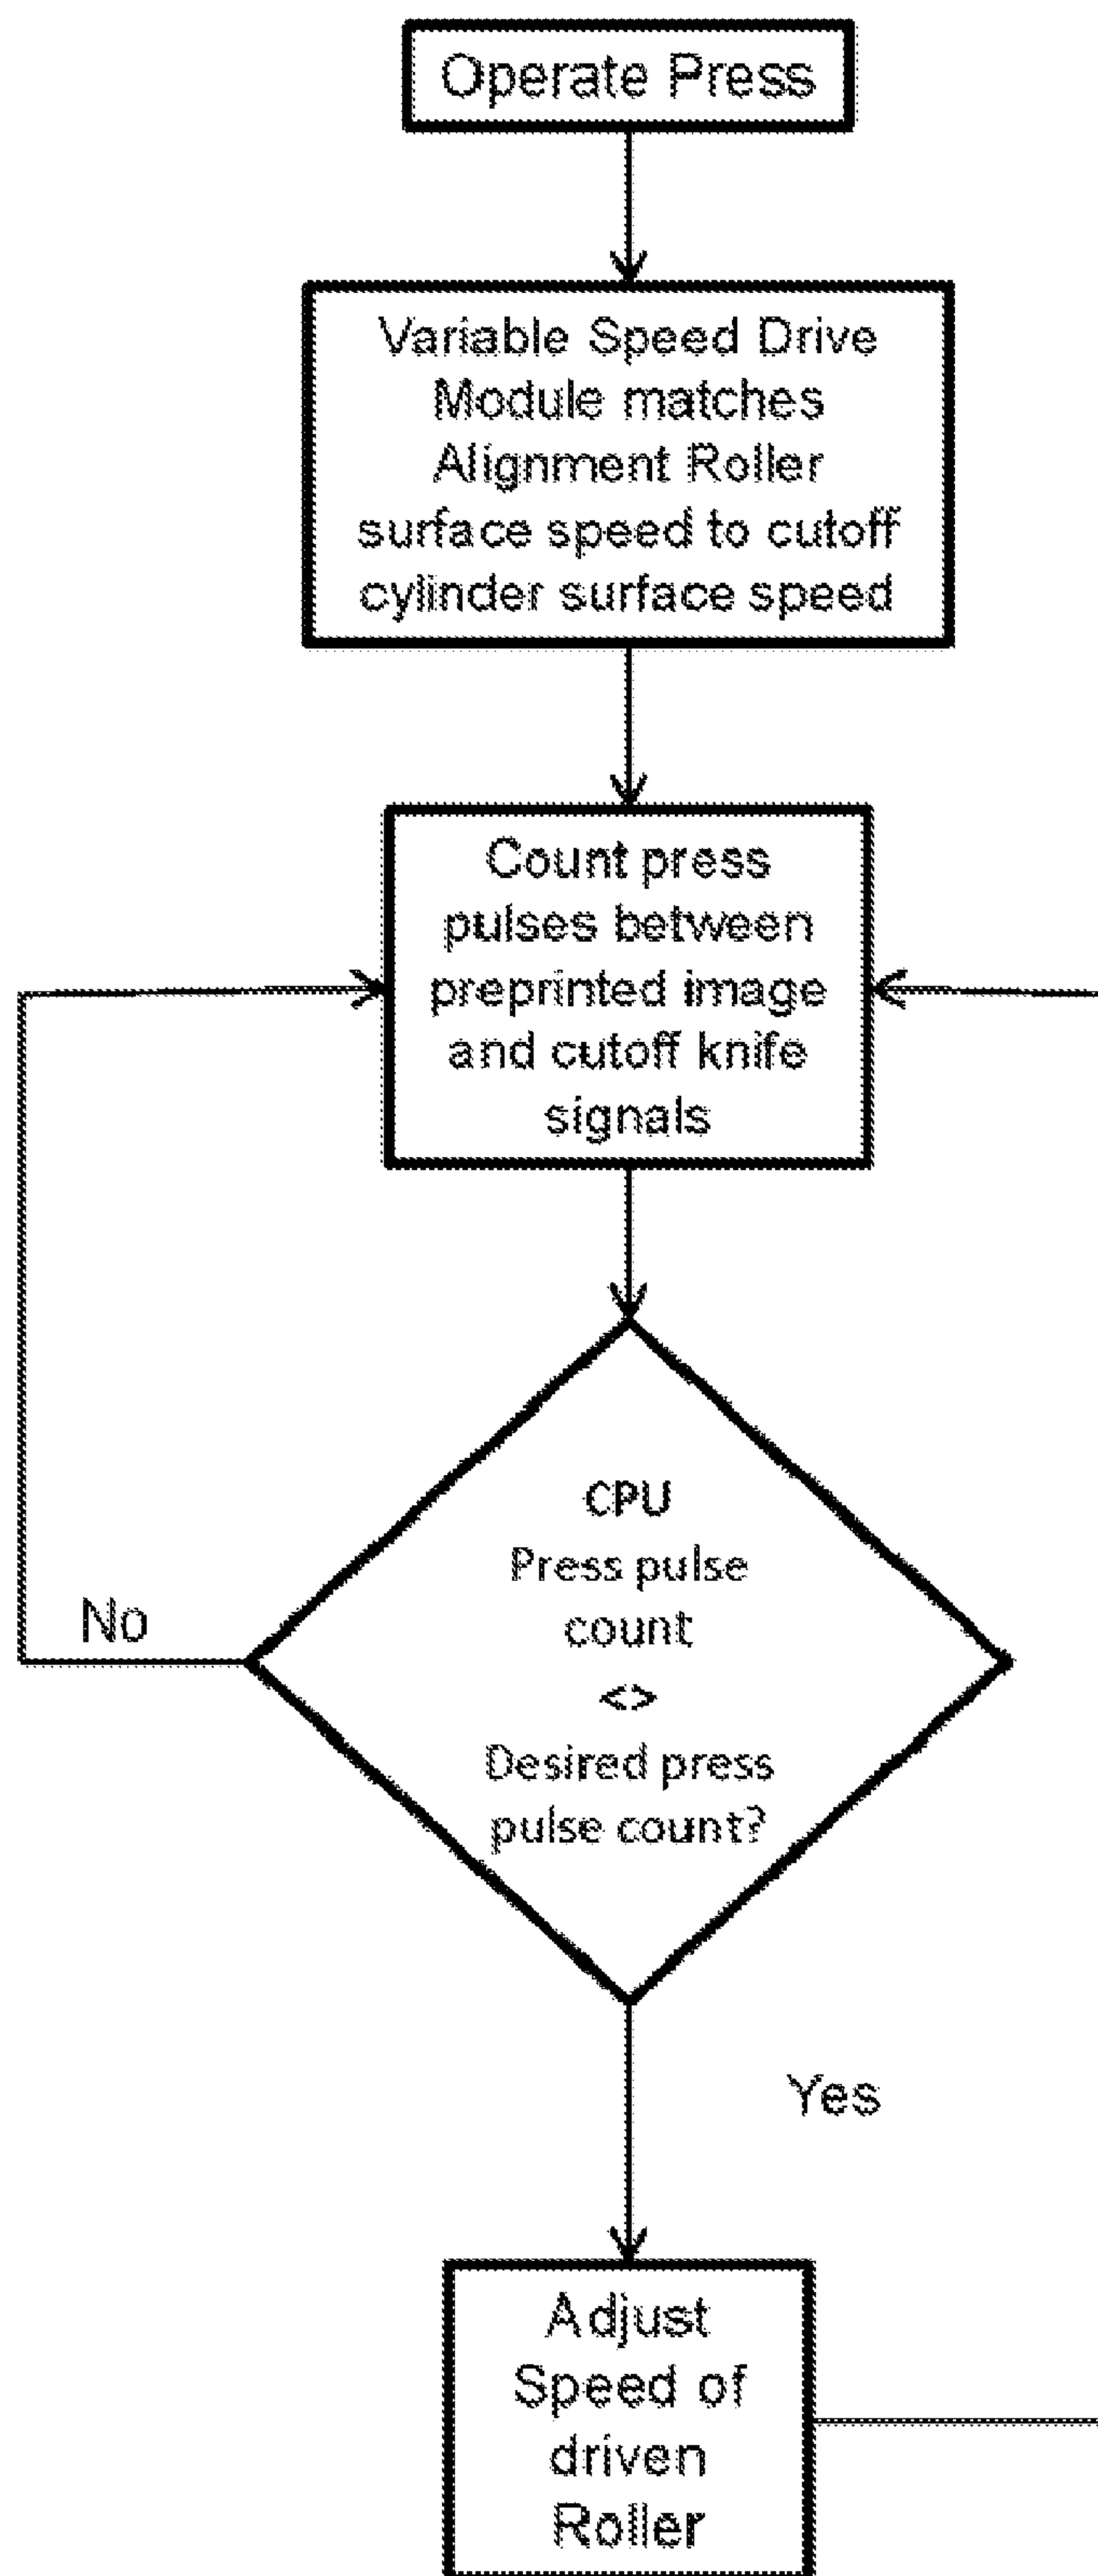 Operate Press
Variable Speed Drive
Module matches
Alignment Roller
surface speed to cutoff
cylinder surface speed
Count press
pulses between
preprinted image
and cutoff knife
signals
CPU
Press pulse
count
<>
Desired press
pulse count?
No
Yes
Adjust
Speed of
driven
Roller